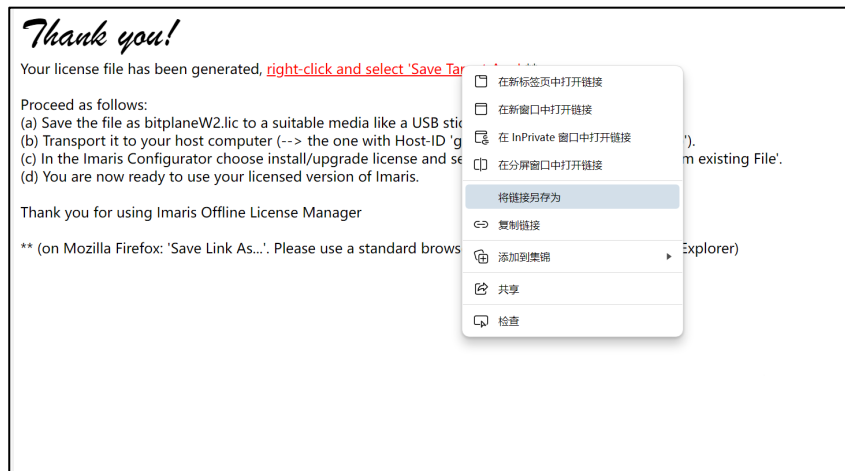 Thank you!
Your license file has been generated, right-click and select 'Save Tar
Proceed as follows:
(a) Save the file as bitplaneW2.lic to a suitable media like a USB stic
(b) Transport it to your host computer (--> the one with Host-ID 'g ').
(c) In the Imaris Configurator choose install/upgrade license and se m existing File'.
(d) You are now ready to use your licensed version of Imaris.
Thank you for using Imaris Offline License Manager
** (on Mozilla Firefox: 'Save Link As...'. Please use a standard brows Explorer)
在新标签页中打开链接
在新窗口中打开链接
在 InPrivate 窗口中打开链接
在分屏窗口中打开链接
将链接另存为
复制链接
添加到集锦
共享
检查